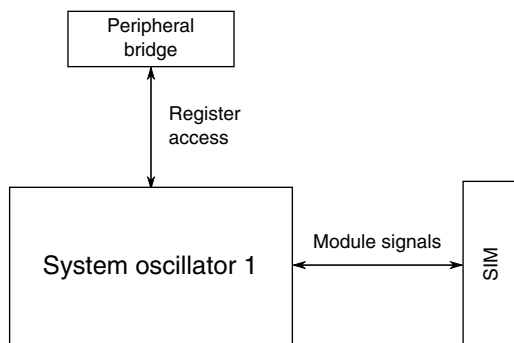 Peripheral
bridge
Register
access
System oscillator 1
Module signals
SIM